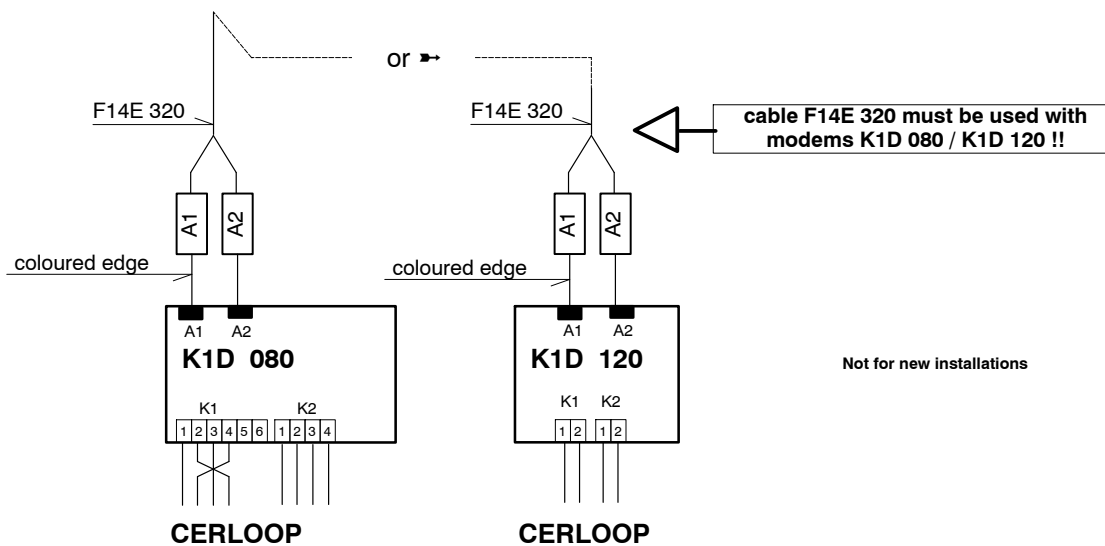 or
F14E 320
F14E 320
cable F14E 320 must be used with
modems K1D 080 / K1D 120 !!
A1
A2
A1
A2
coloured edge
coloured edge
A1 A2
K1D 080
A1 A2
K1D 120
Not for new installations
K1 K2
1 2 3 4 5 6 1 2 3 4
K1 K2
1 2 1 2
CERLOOP
CERLOOP